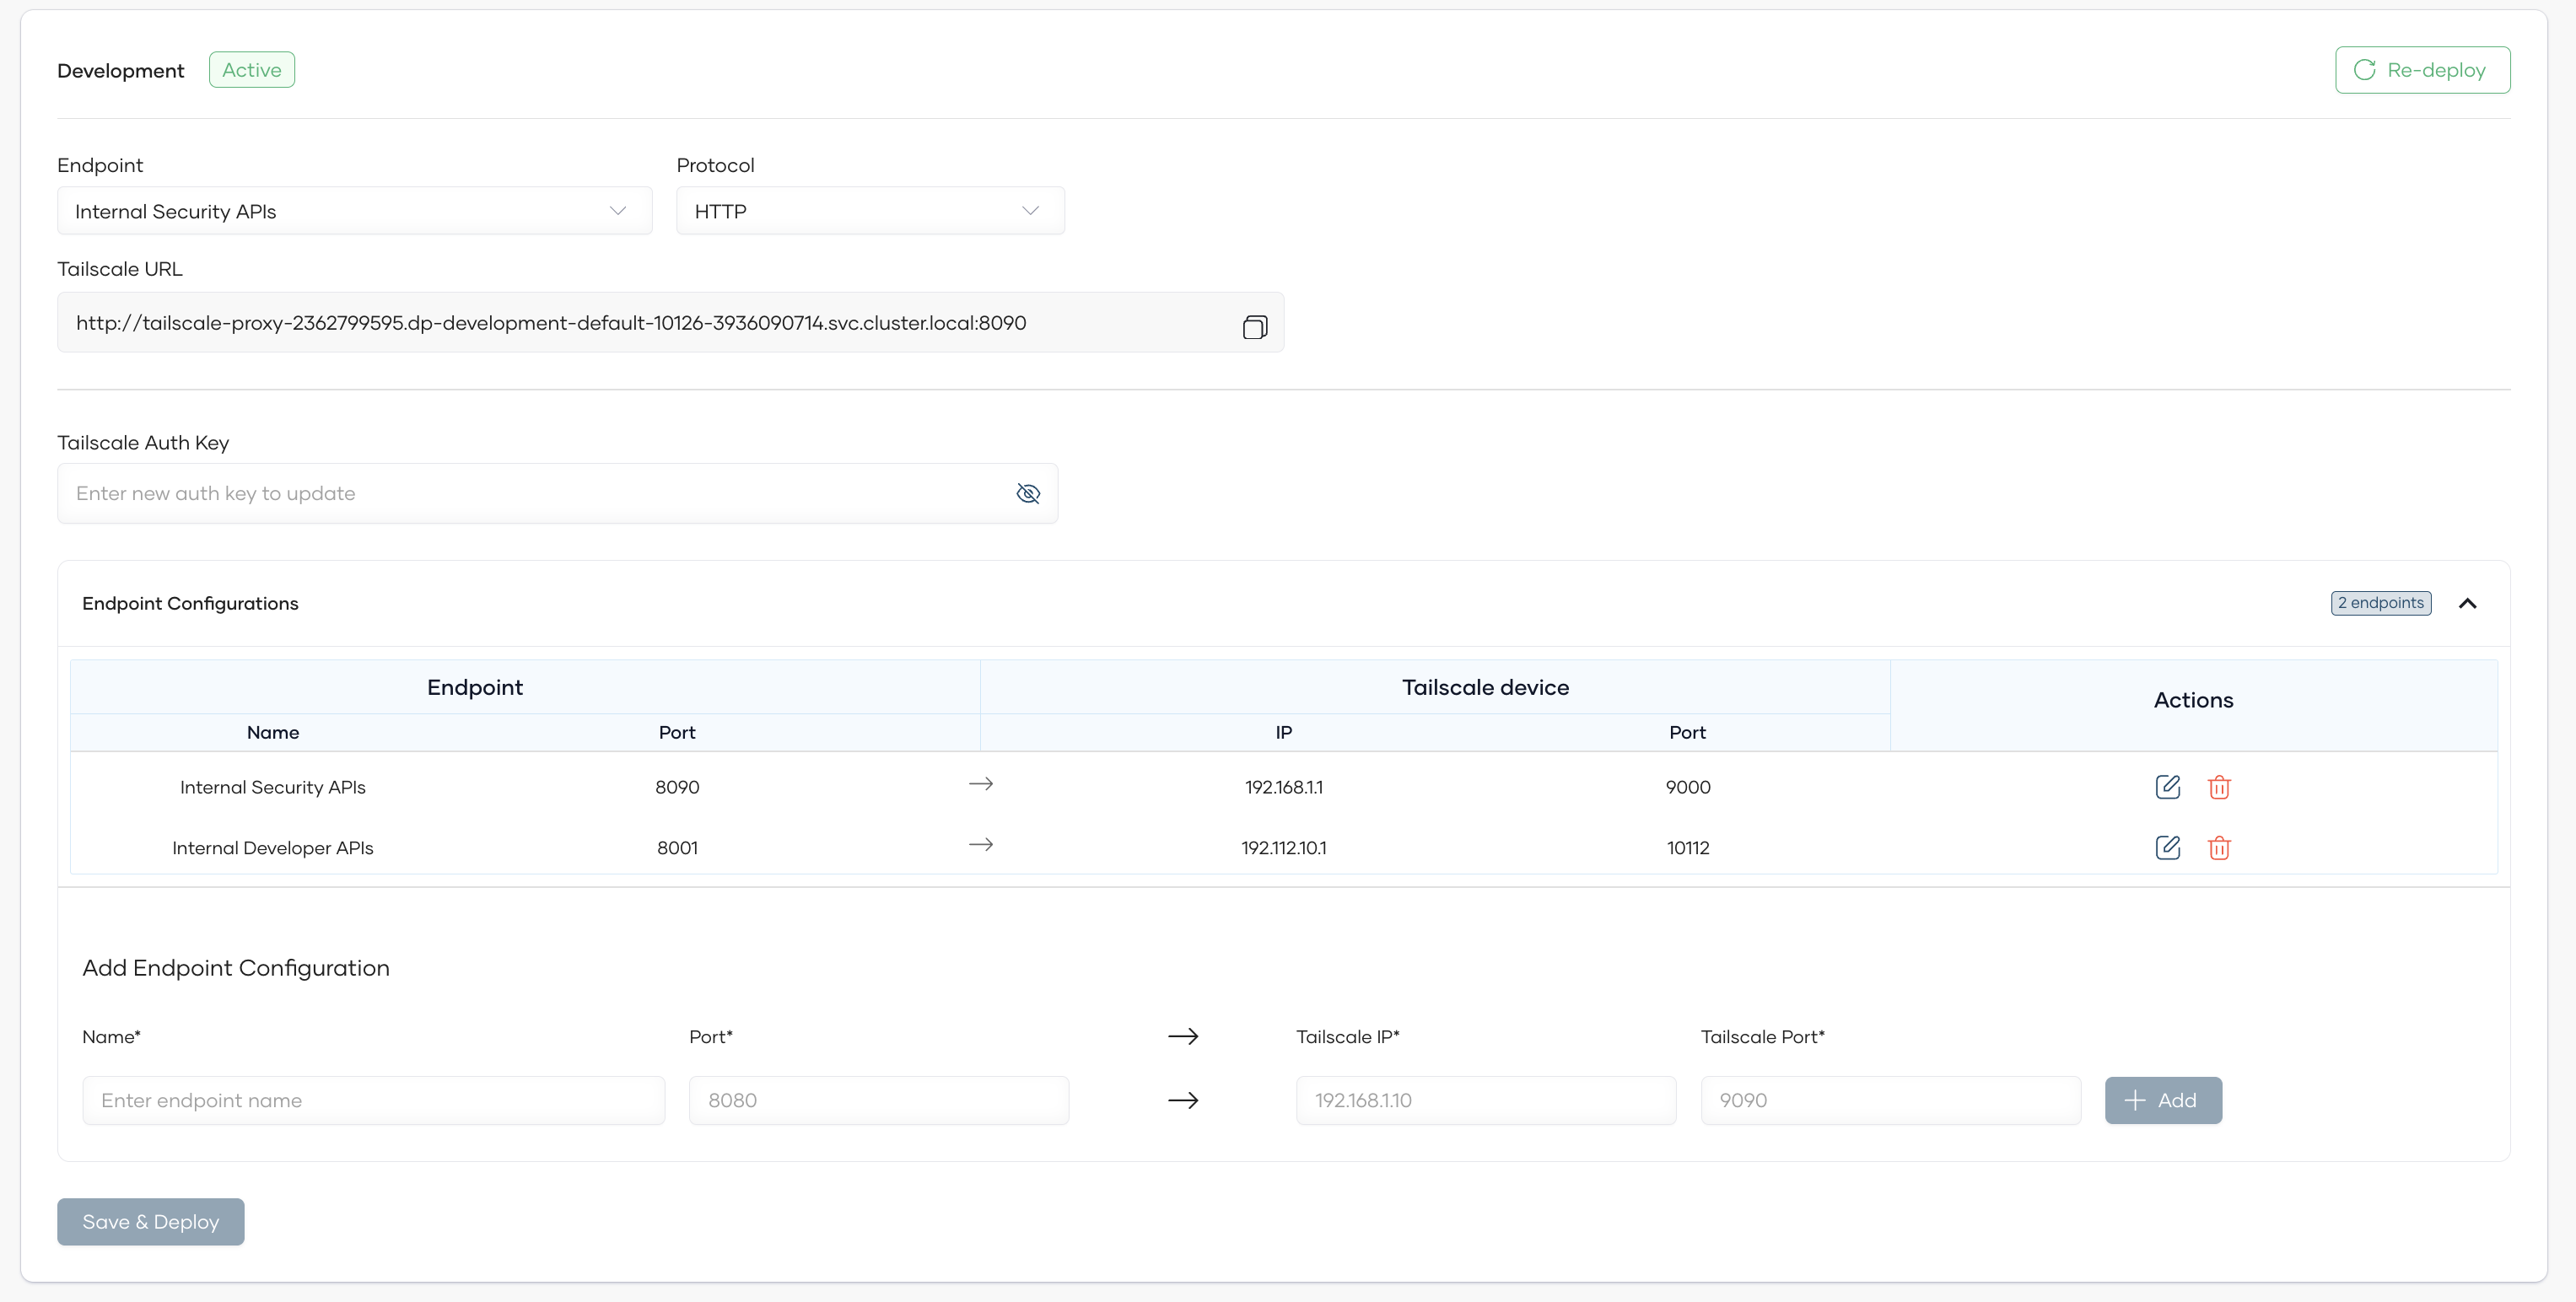 Development Active Re-deploy
Endpoint Protocol
Internal Security APIs HTTP
Tailscale URL
http://tailscale-proxy-2362799595.dp-development-default-10126-3936090714.svc.cluster.local:8090
Tailscale Auth Key
Enter new auth key to update
Endpoint Configurations 2 endpoints
Endpoint Tailscale device Actions
Name Port IP Port
Internal Security APIs 8090 → 192.168.1.1 9000
Internal Developer APIs 8001 → 192.112.10.1 10112
Add Endpoint Configuration
Name* Port* → Tailscale IP* Tailscale Port*
Enter endpoint name 8080 → 192.168.1.10 9090 + Add
Save & Deploy